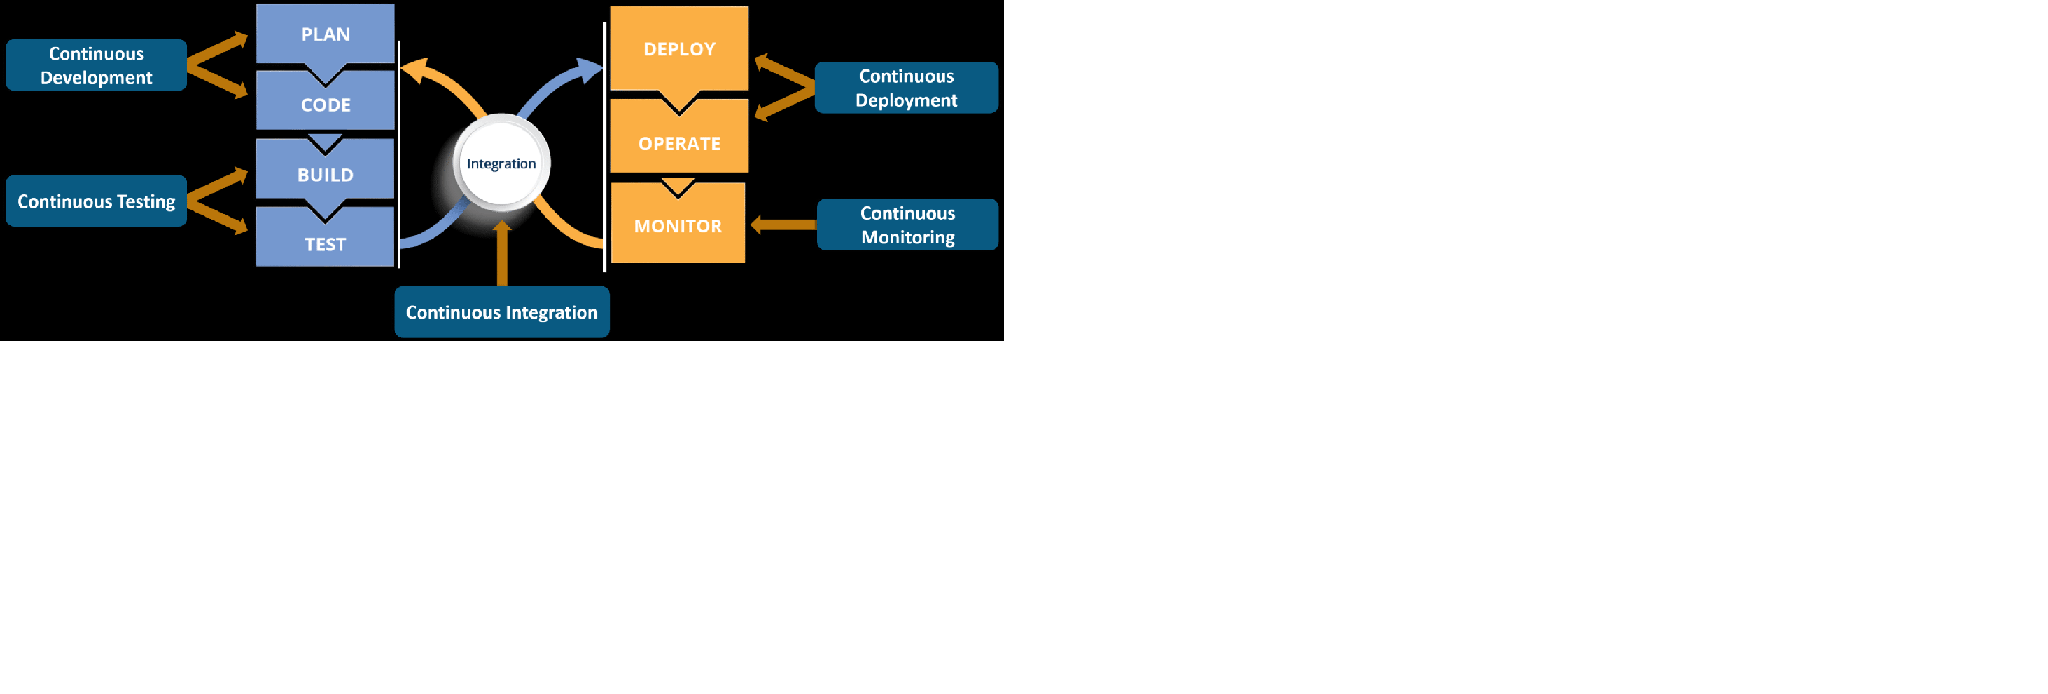 Continuous
Development
Continuous Testing
PLAN
CODE
BUILD
TEST
Integration
Continuous Integration
DEPLOY
OPERATE
MONITOR
Continuous
Deployment
Continuous
Monitoring